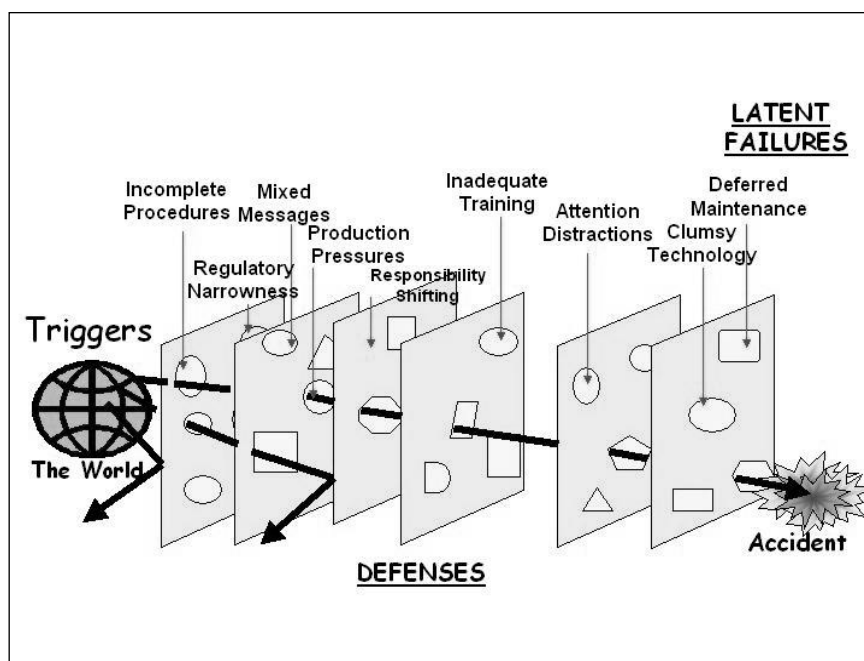 LATENT
FAILURES
Incomplete
Procedures
Mixed
Messages
Regulatory
Narrowness
Production
Pressures
Responsibility
Shifting
Inadequate
Training
Attention
Distractions
Deferred
Maintenance
Clumsy
Technology
Triggers
The World
Accident
DEFENSES